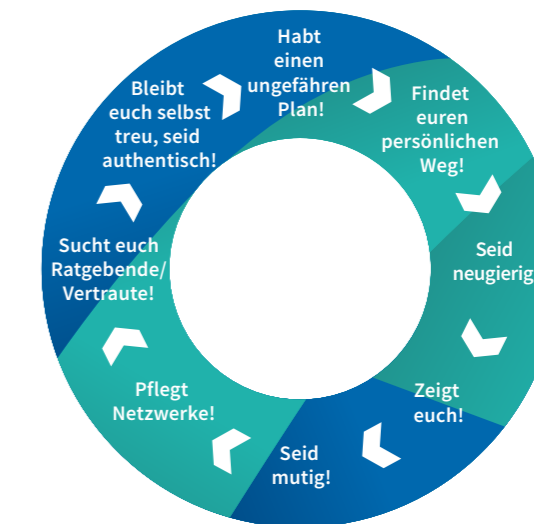 Habt
einen
ungefähren
Plan!
Findet
euren
persönlichen
Weg!
Seid
neugierig
Zeigt
euch!
Seid
mutig!
Pflegt
Netzwerke!
Sucht euch
Ratgebende/
Vertraute!
Bleibt
euch selbst
treu, seid
authentisch!